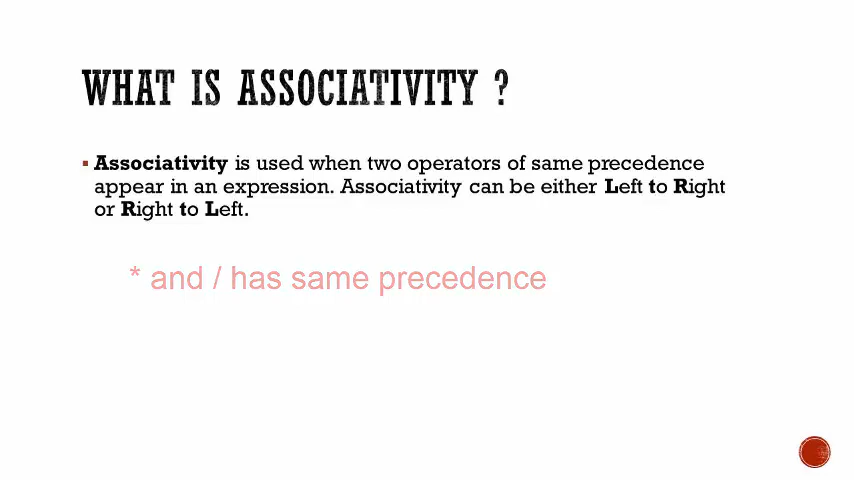 WHAT IS ASSOCIATIVITY ?
▪ Associativity is used when two operators of same precedence
appear in an expression. Associativity can be either Left to Right
or Right to Left.
* and / has same precedence